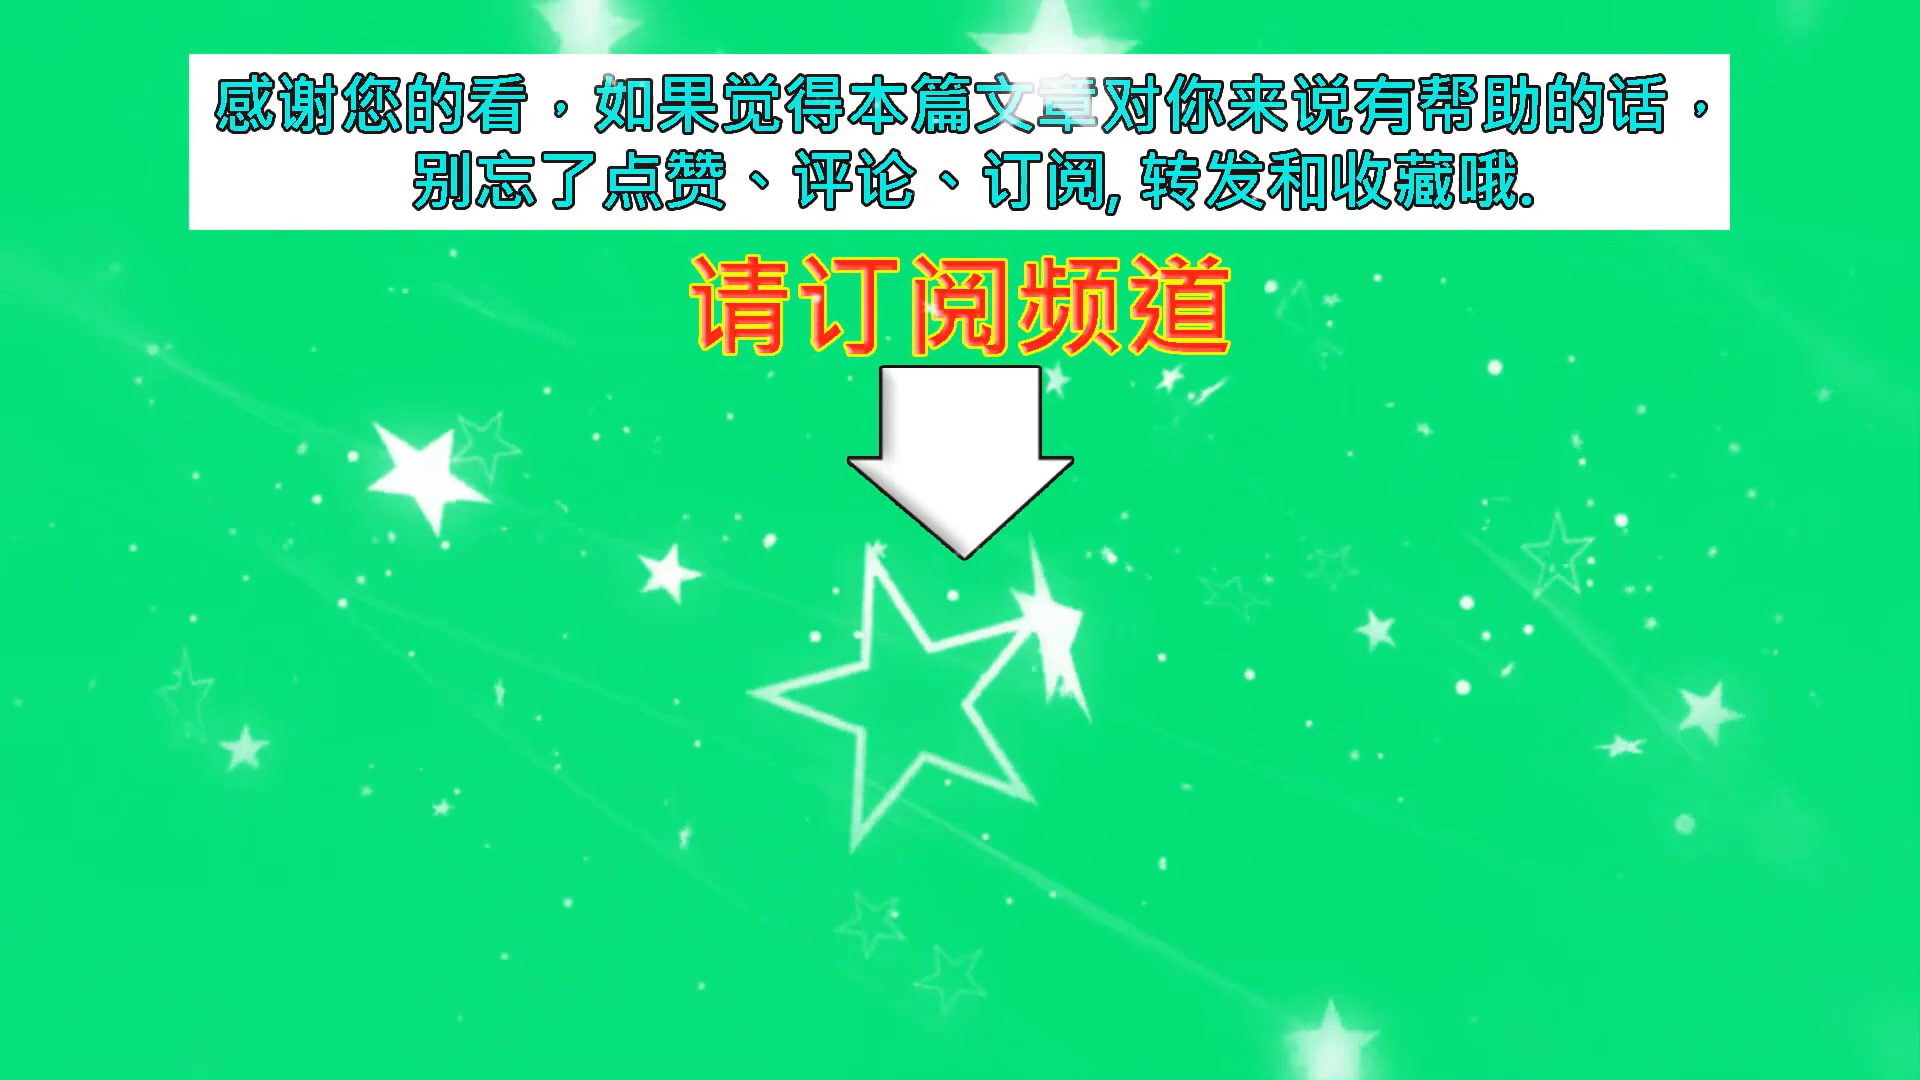 感谢您的看，如果觉得本篇文章对你来说有帮助的话，
别忘了点赞、评论、订阅, 转发和收藏哦.
请订阅频道